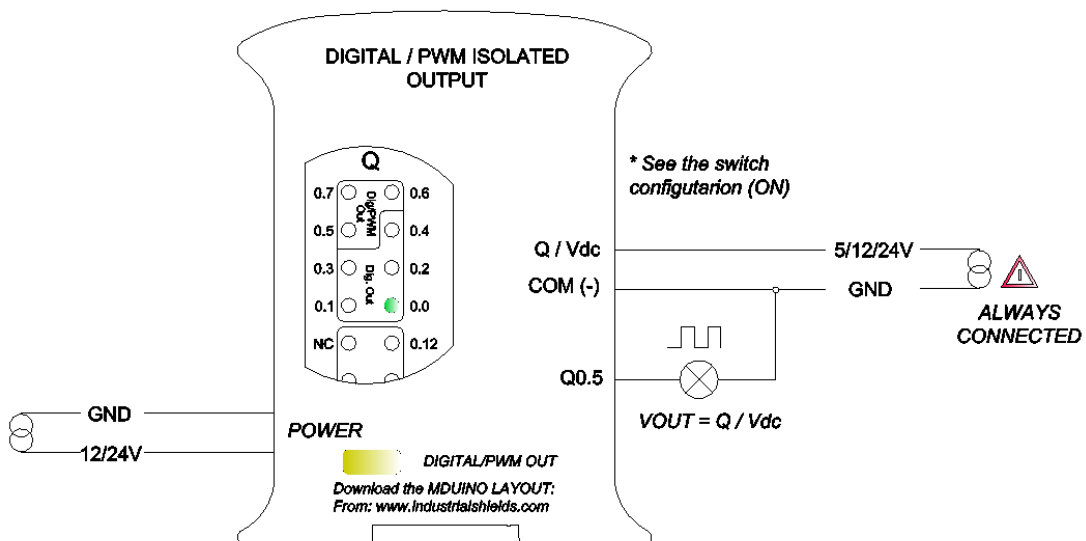 DIGITAL / PWM ISOLATED
OUTPUT
Q
0.7
0.6
Digi/PWM
Out
0.5
0.4
0.3
0.2
Dig. Out
0.1
0.0
NC
0.12
* See the switch
configutarion (ON)
Q / Vdc
5/12/24V
COM (-)
GND
ALWAYS
CONNECTED
Q0.5
VOUT = Q / Vdc
GND
12/24V
POWER
DIGITAL/PWM OUT
Download the MDUINO LAYOUT:
From: www.industrialshields.com